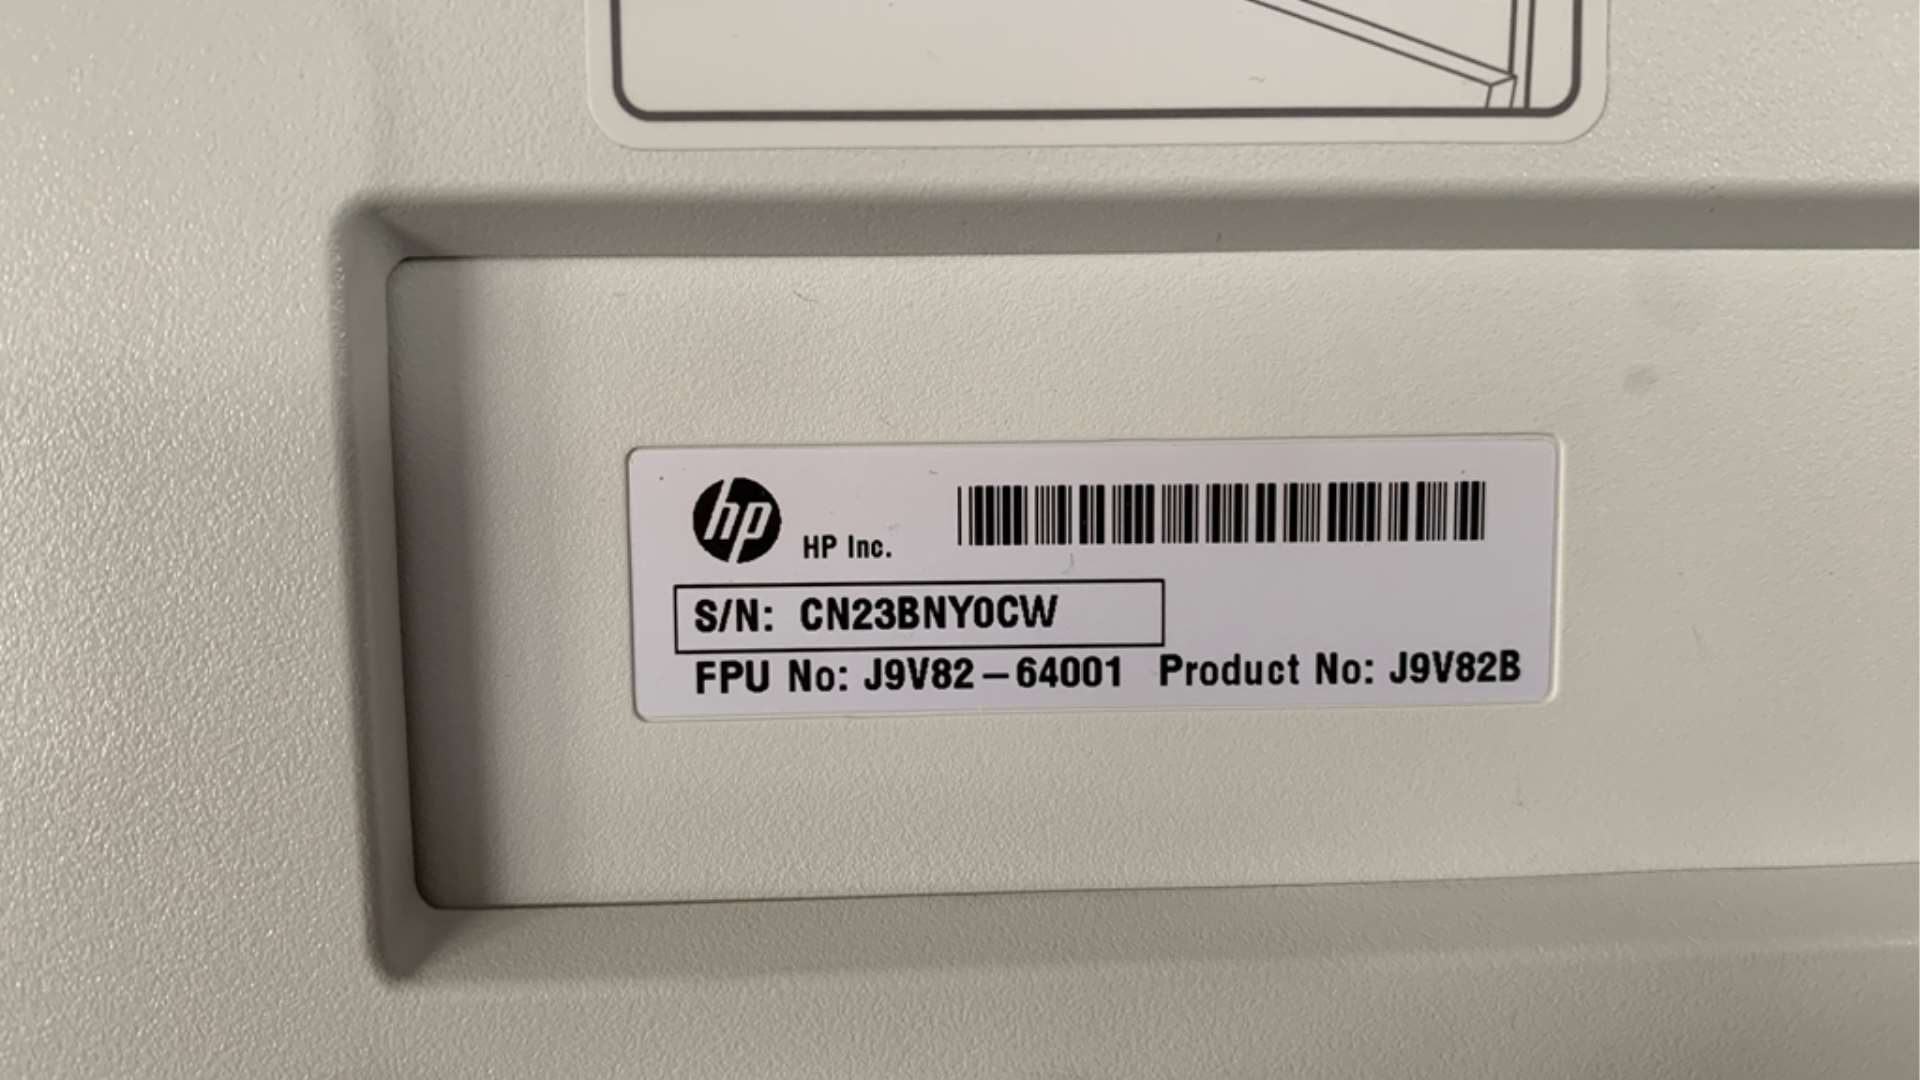 hp HP Inc.
S/N: CN23BNY0CW
FPU No: J9V82-64001 Product No: J9V82B